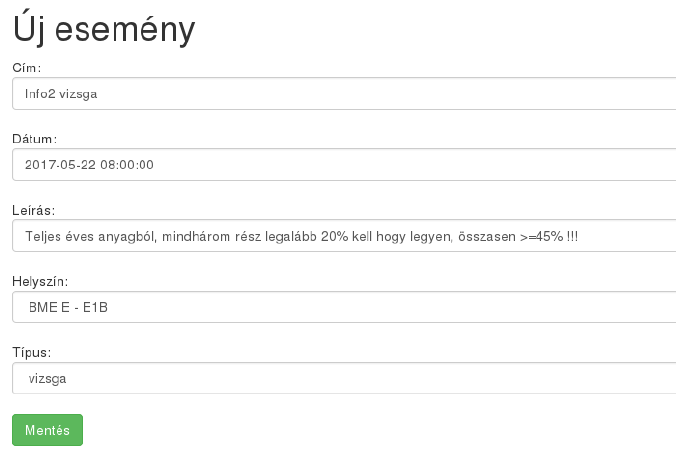 Új esemény
Cím:
Info2 vizsga
Dátum:
2017-05-22 08:00:00
Leírás:
Teljes éves anyagból, mindhárom rész legalább 20% kell hogy legyen, összasen >=45% !!!
Helyszín:
BME E - E1B
Típus:
vizsga
Mentés